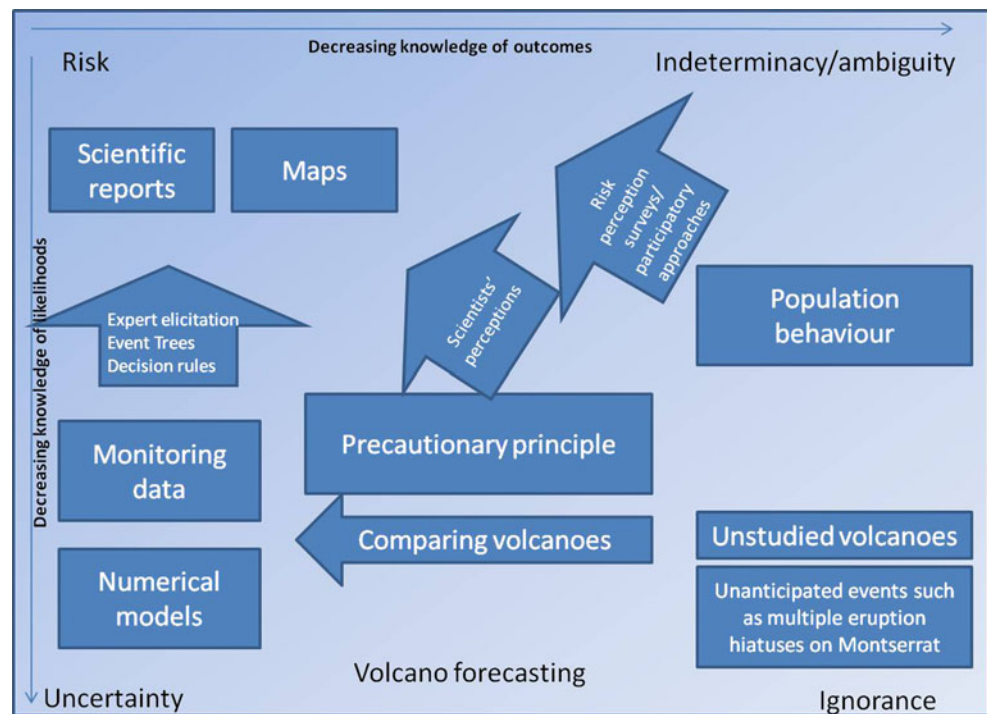 Decreasing knowledge of outcomes
Risk
Indeterminacy/ambiguity
Decreasing knowledge of likelihoods
Scientific
reports
Maps
Risk
perception
surveys/
participatory
approaches
Scientists'
perceptions
Expert elicitation
Event Trees
Decision rules
Population
behaviour
Precautionary principle
Monitoring
data
Comparing volcanoes
Unstudied volcanoes
Numerical
models
Unanticipated events such
as multiple eruption
hiatuses on Montserrat
Volcano forecasting
Uncertainty
Ignorance